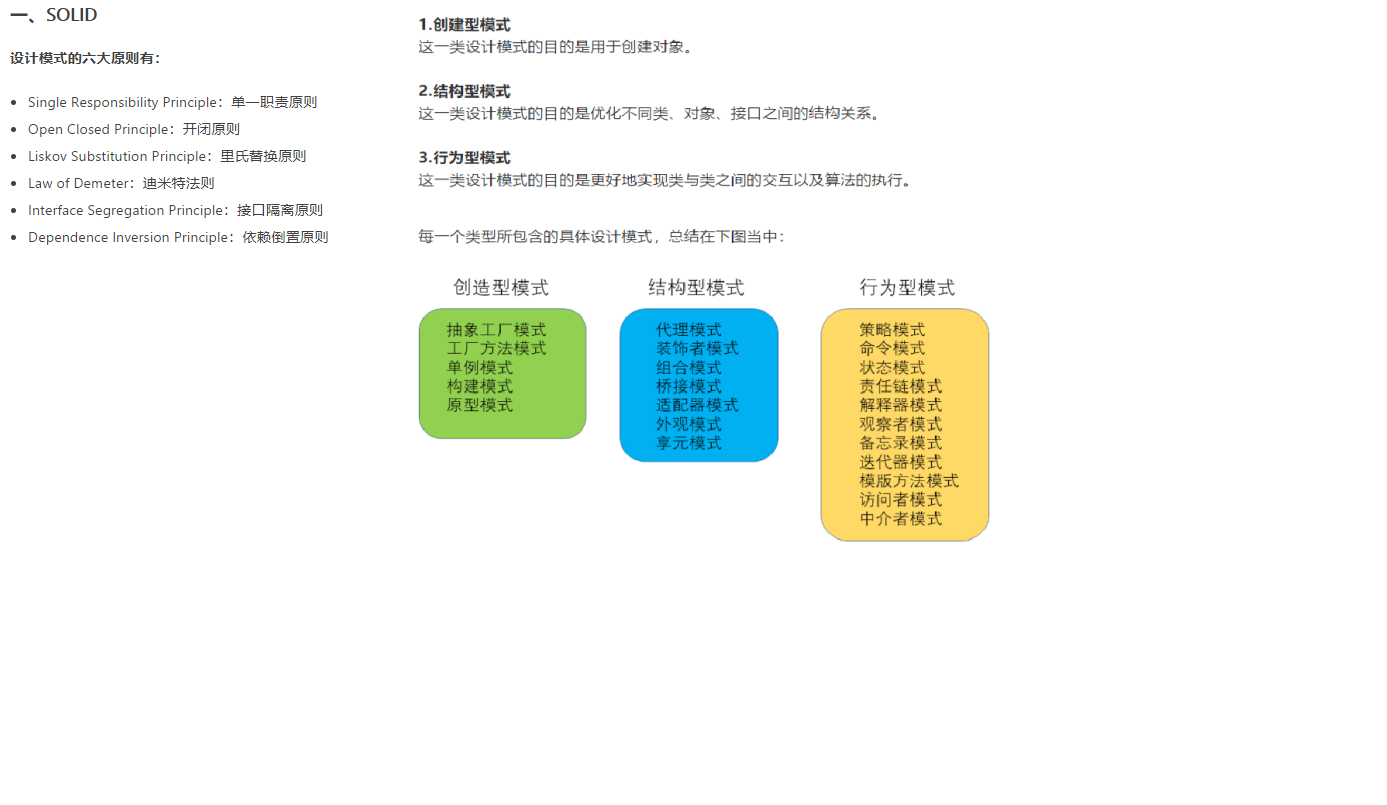 一、SOLID
设计模式的六大原则有：
Single Responsibility Principle：单一职责原则
Open Closed Principle：开闭原则
Liskov Substitution Principle：里氏替换原则
Law of Demeter：迪米特法则
Interface Segregation Principle：接口隔离原则
Dependence Inversion Principle：依赖倒置原则
1.创建型模式
这一类设计模式的目的是用于创建对象。
2.结构型模式
这一类设计模式的目的是优化不同类、对象、接口之间的结构关系。
3.行为型模式
这一类设计模式的目的是更好地实现类与类之间的交互以及算法的执行。
每一个类型所包含的具体设计模式，总结在下图当中：
创造型模式
抽象工厂模式
工厂方法模式
单例模式
构建模式
原型模式
结构型模式
代理模式
装饰者模式
组合模式
桥接模式
适配器模式
外观模式
享元模式
行为型模式
策略模式
命令模式
状态模式
责任链模式
解释器模式
观察者模式
备忘录模式
迭代器模式
模版方法模式
访问者模式
中介者模式